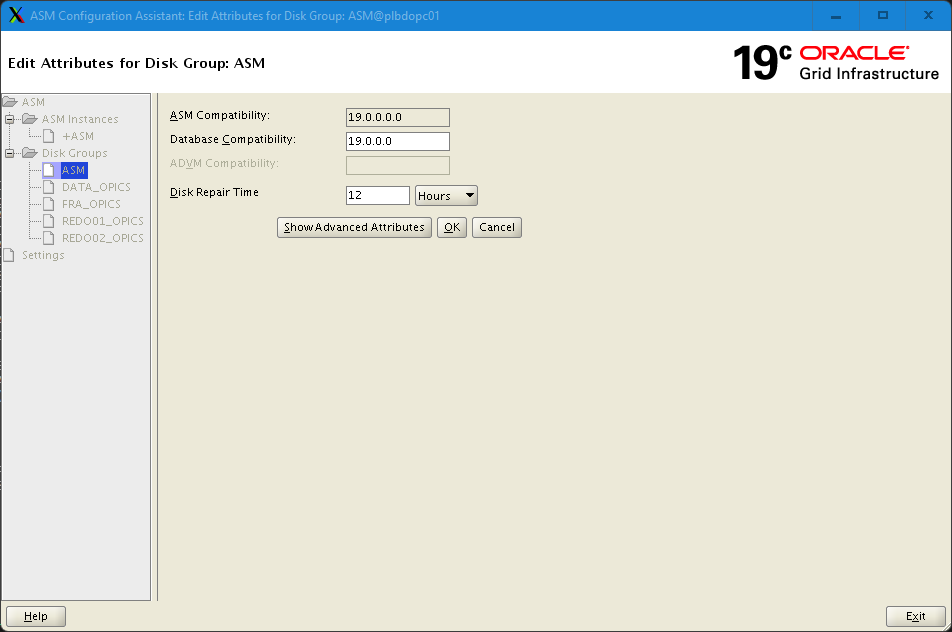 ASM Configuration Assistant: Edit Attributes for Disk Group: ASM@plbdopc01
Edit Attributes for Disk Group: ASM
19c ORACLE
Grid Infrastructure
ASM
ASM Instances
+ASM
Disk Groups
ASM
DATA_OPICS
FRA_OPICS
REDO01_OPICS
REDO02_OPICS
Settings
ASM Compatibility: 19.0.0.0.0
Database Compatibility: 19.0.0.0
ADVM Compatibility:
Disk Repair Time 12 Hours
Show Advanced Attributes OK Cancel
Help Exit